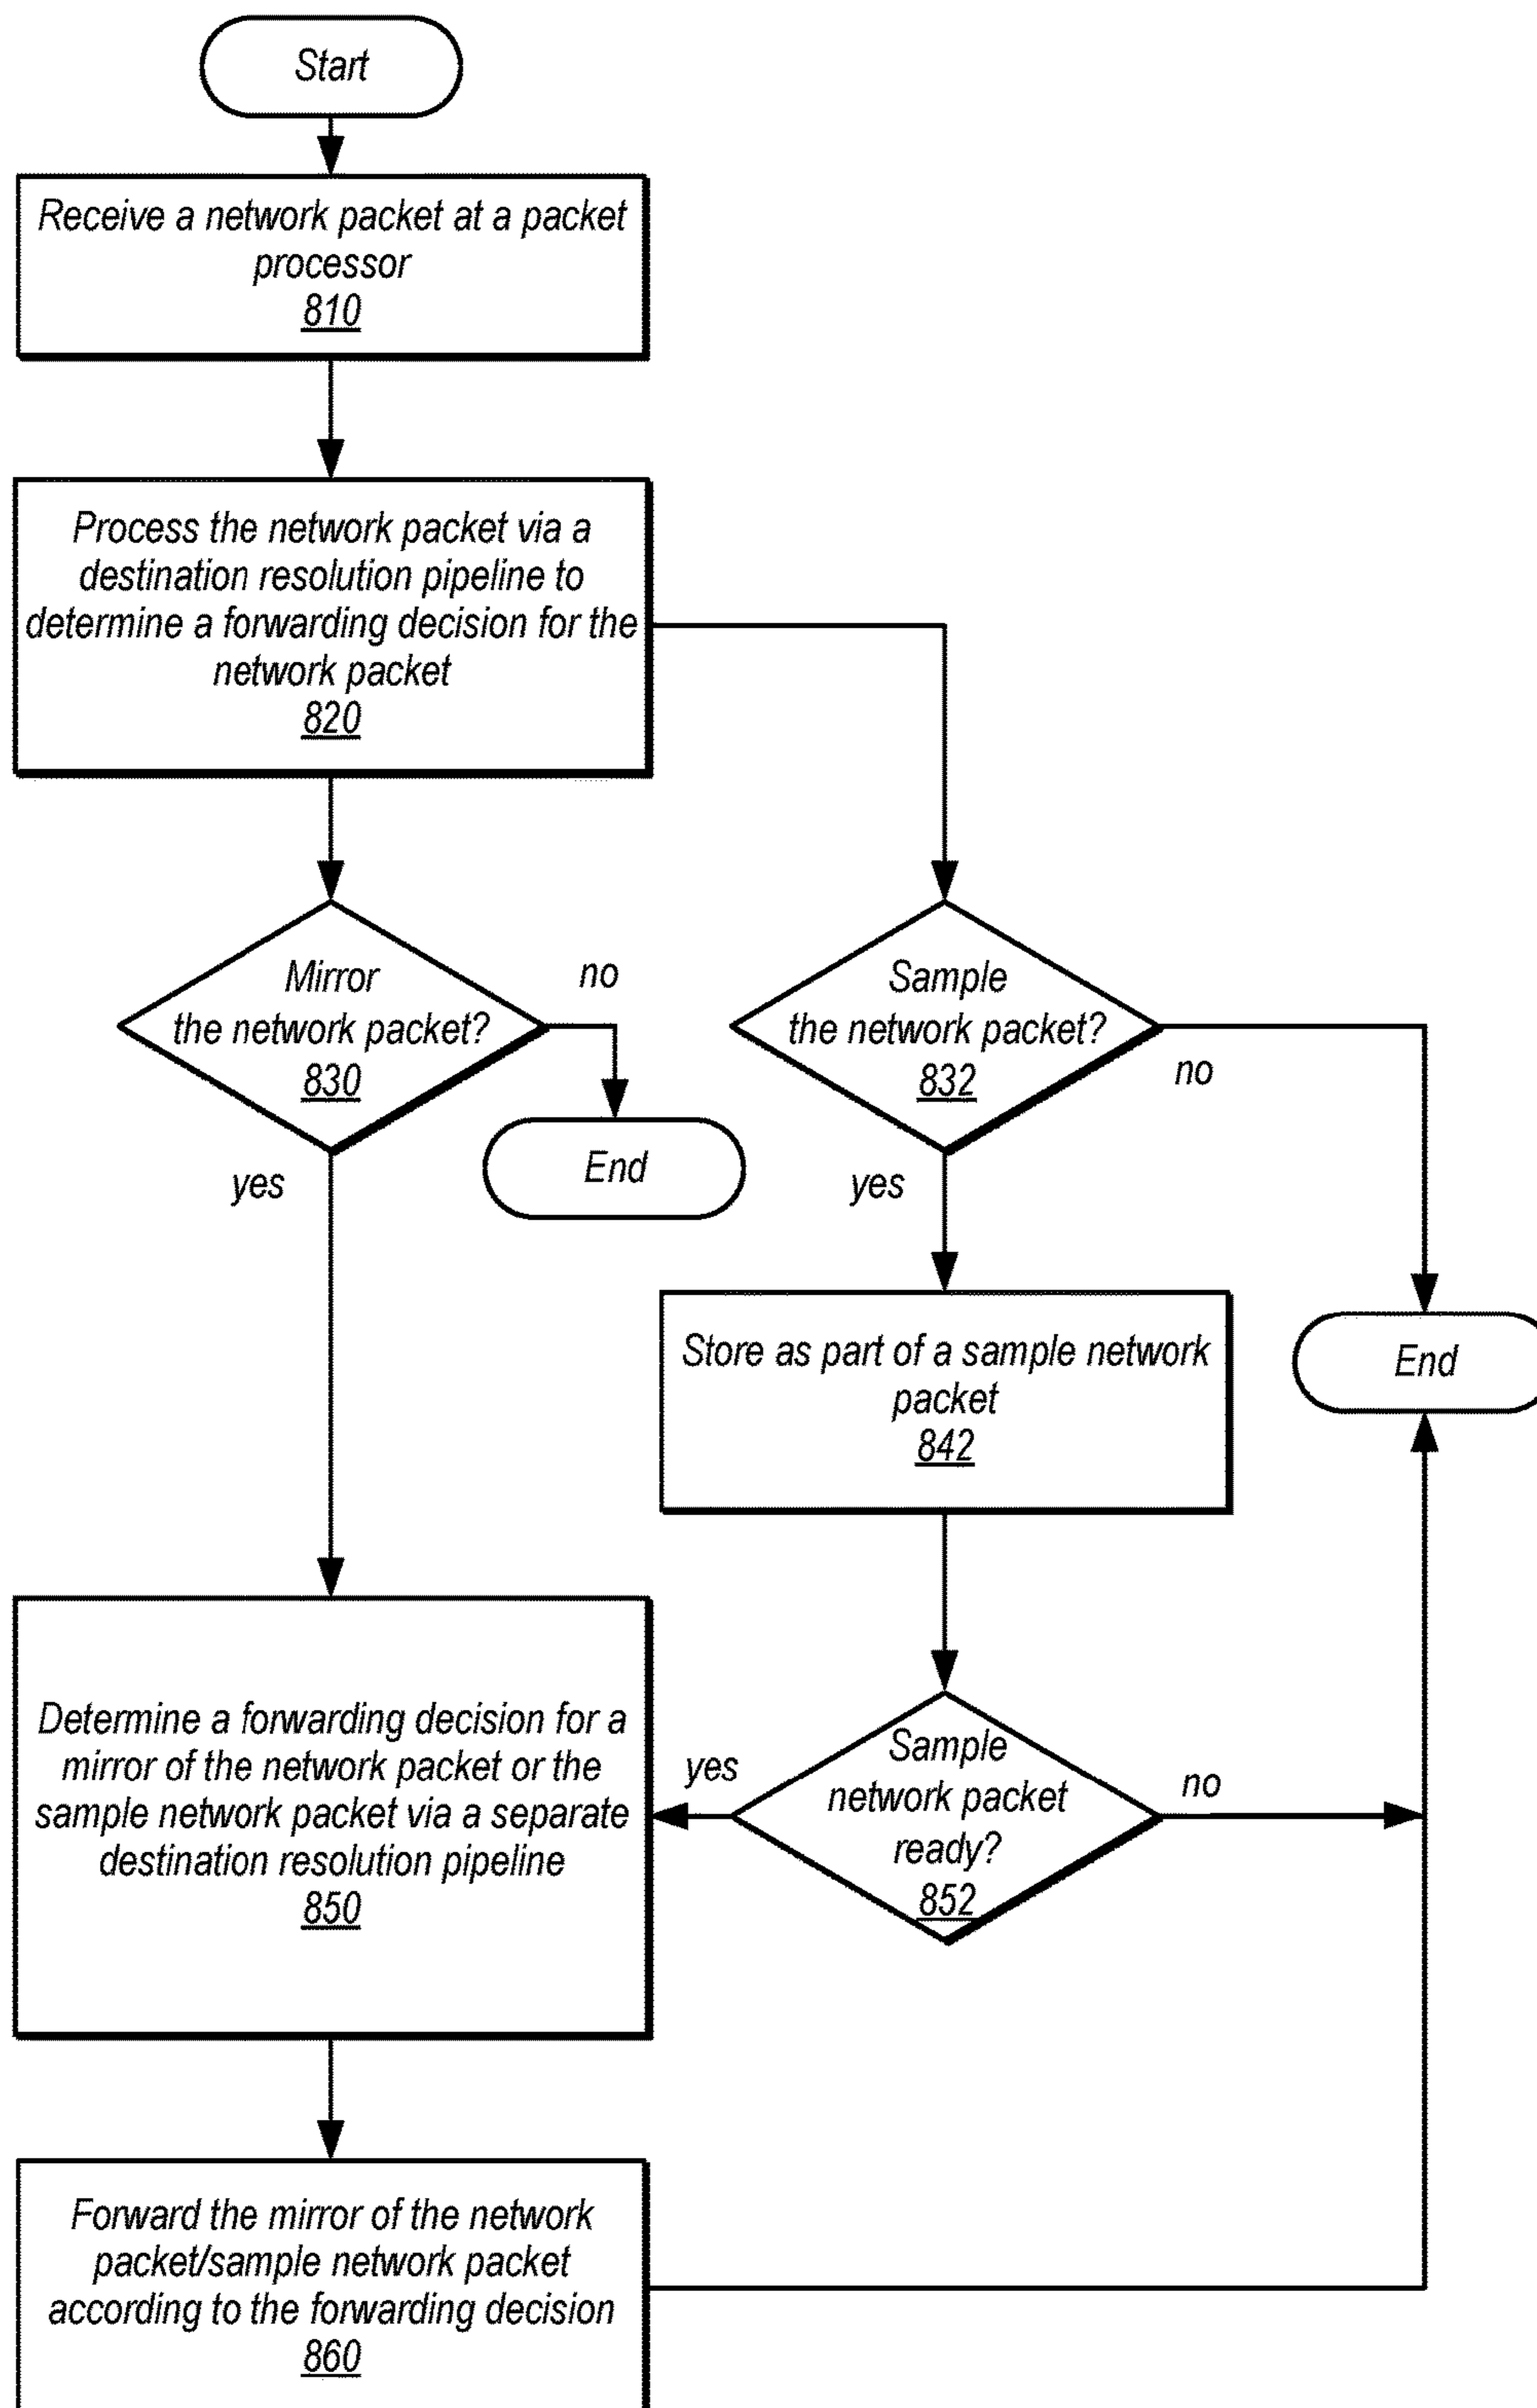 Start
Receive a network packet at a packet
processor
810
Process the network packet via a
destination resolution pipeline to
determine a forwarding decision for the
network packet
820
Mirror
the network packet?
830
no
yes
End
Sample
the network packet?
832
no
yes
Store as part of a sample network
packet
842
End
Determine a forwarding decision for a
mirror of the network packet or the
sample network packet via a separate
destination resolution pipeline
850
yes
Sample
network packet
ready?
852
no
Forward the mirror of the network
packet/sample network packet
according to the forwarding decision
860